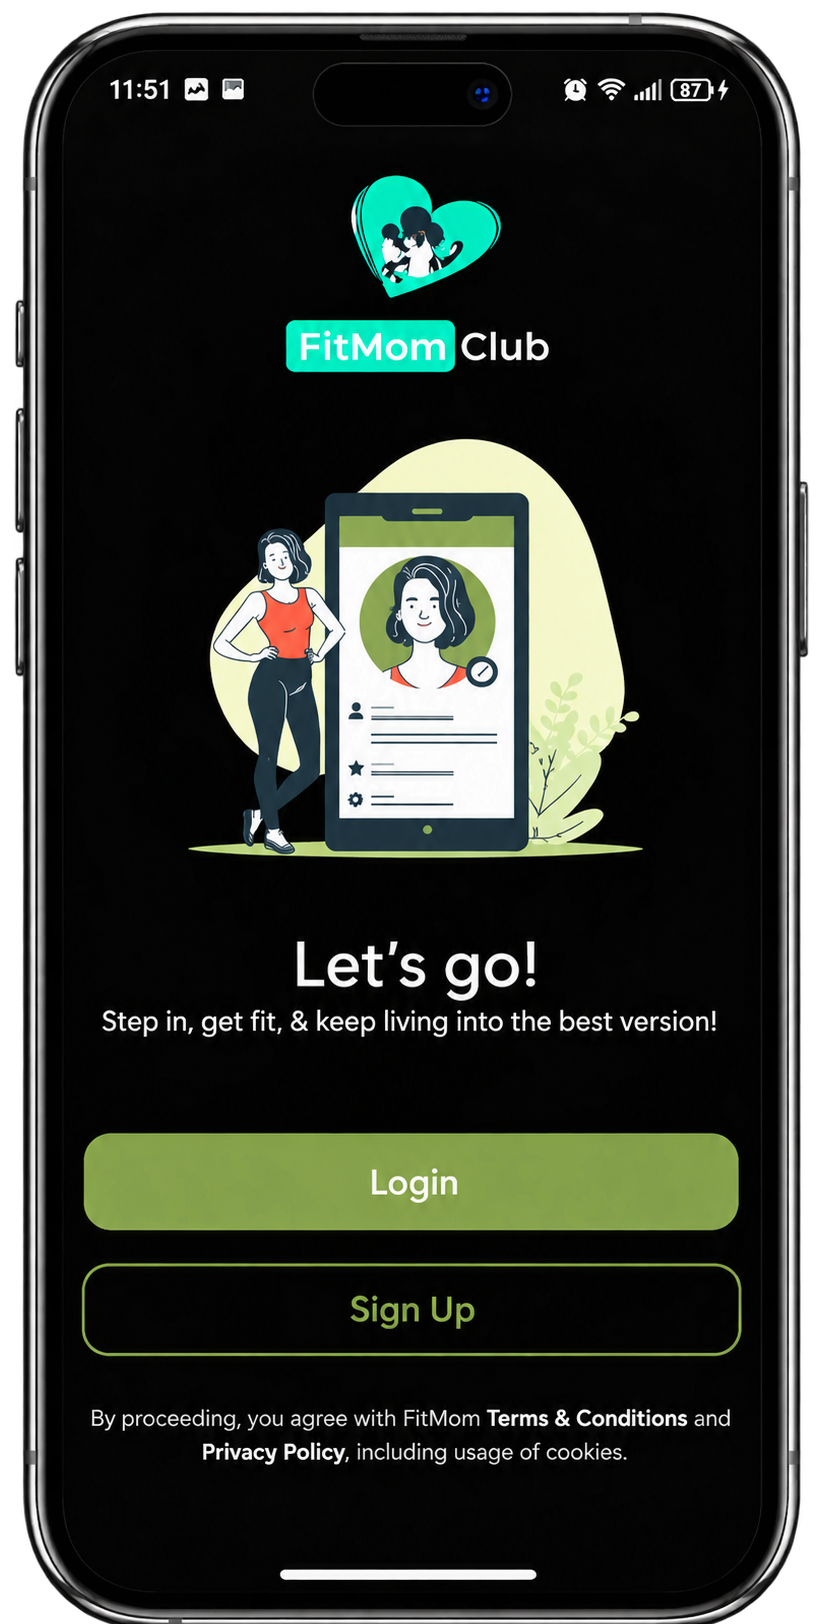 11:51
87
FitMom Club
Let's go!
Step in, get fit, & keep living into the best version!
Login
Sign Up
By proceeding, you agree with FitMom Terms & Conditions and
Privacy Policy, including usage of cookies.